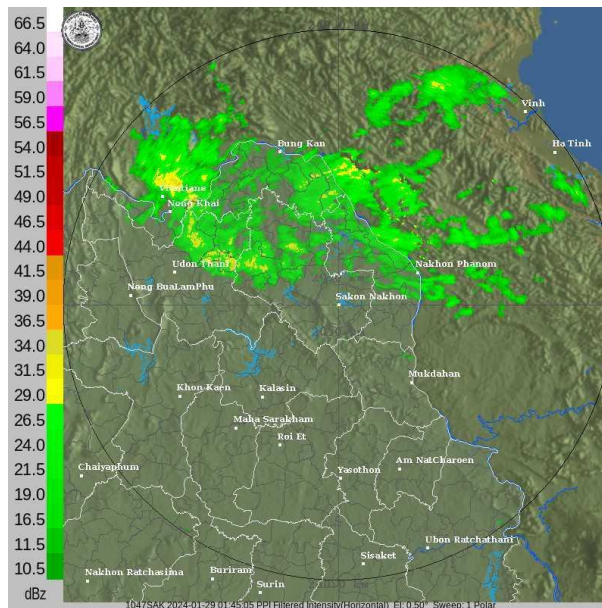 66.5
64.0
61.5
59.0
56.5
54.0
51.5
49.0
46.5
44.0
41.5
39.0
36.5
34.0
31.5
29.0
26.5
24.0
21.5
19.0
16.5
11.5
10.5
dBz
Vinh
Ha Tinh
Bung Kan
Vientiane
Nong Khai
Udon Thani
Nakhon Phanom
Nong BuaLamPhu
Sakon Nakhon
Mukdahan
Khon Kaen
Kalasin
Maha Sarakham
Roi Et
Chaiyaphum
Yasothon
Am NatCharoen
Ubon Ratchathani
Sisaket
Nakhon Ratchasima
Buriram
Surin
1047SAK 2024-01-29 01:45:05 PPI Filtered Intensity(Horizontal) El: 0.50° Sweep: 1 Polar